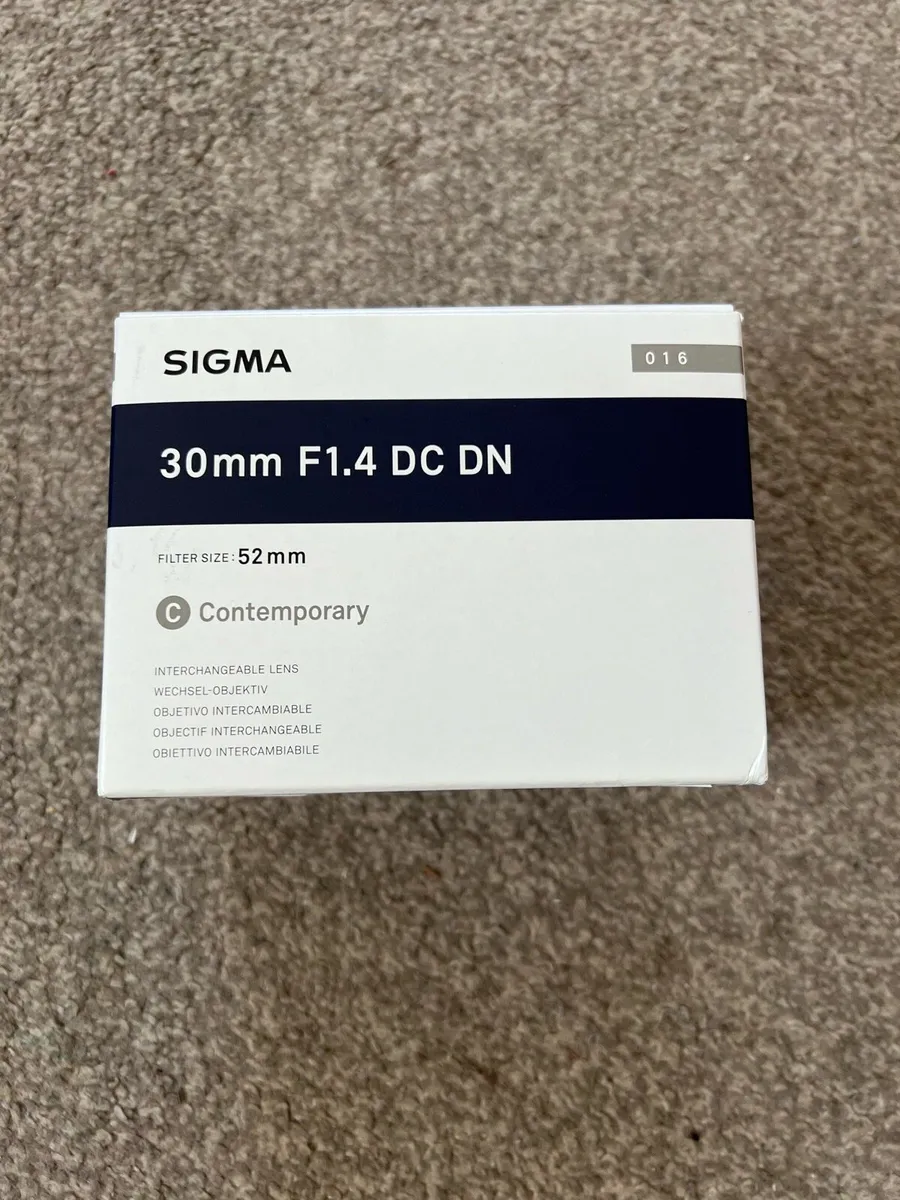 SIGMA
016
30mm F1.4 DC DN
FILTER SIZE: 52mm
C Contemporary
INTERCHANGEABLE LENS
WECHSEL-OBJEKTIV
OBJETIVO INTERCAMBIABLE
OBJECTIF INTERCHANGEABLE
OBIETTIVO INTERCAMBIABILE